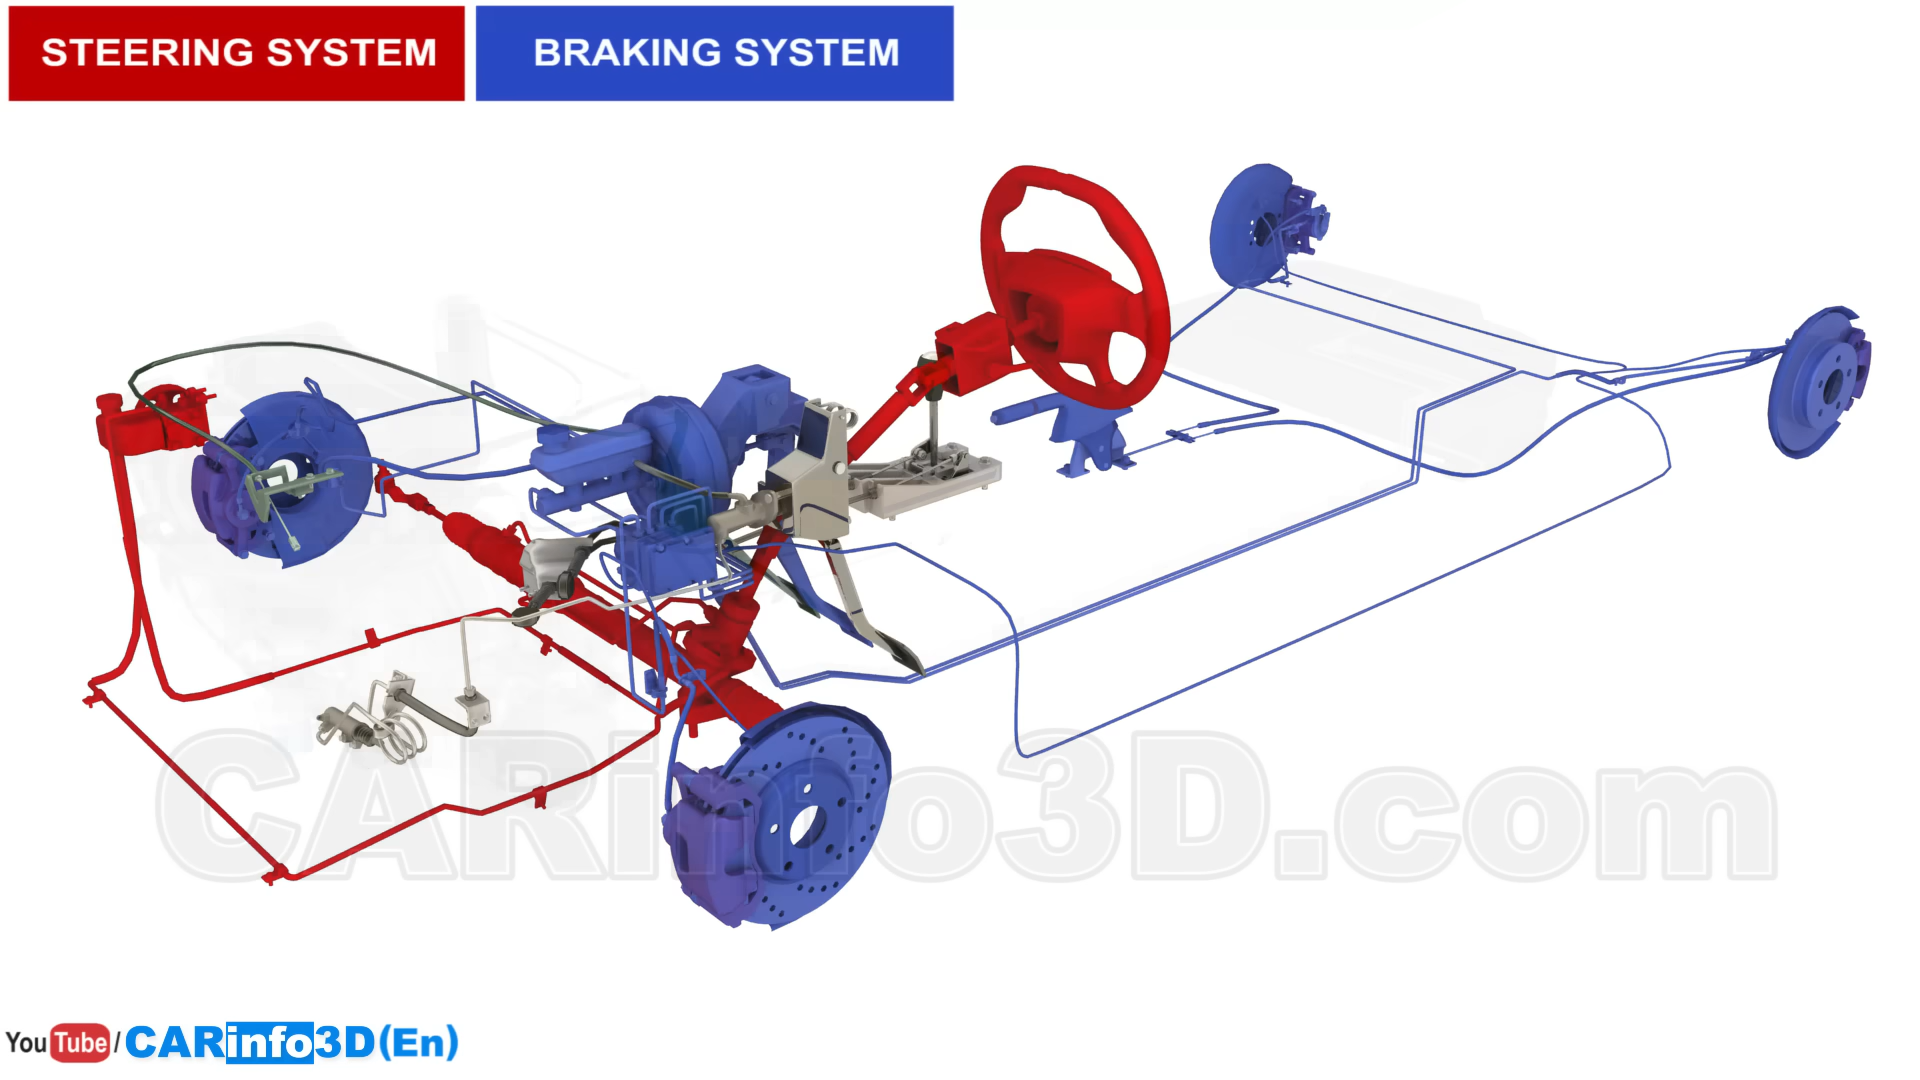 STEERING SYSTEM
BRAKING SYSTEM
CARinfo3D.com
YouTube/CARinfo3D(En)